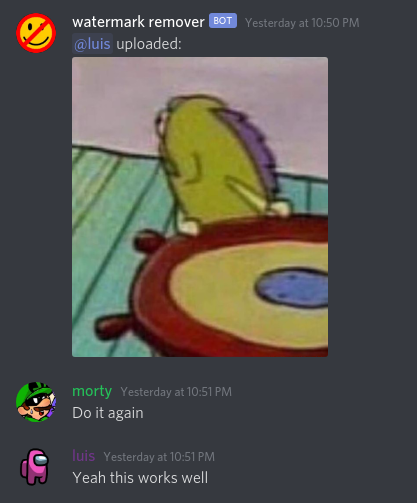 watermark remover BOT Yesterday at 10:50 PM
@luis uploaded:
morty Yesterday at 10:51 PM
Do it again
luis Yesterday at 10:51 PM
Yeah this works well